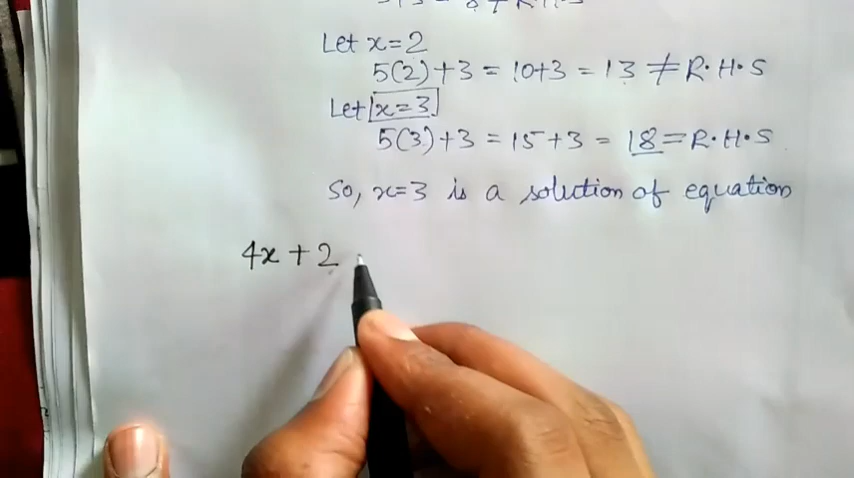 Let x=2
5(2)+3 = 10+3 = 13 ≠ R.H.S
Let x=3
5(3)+3 = 15+3 = 18 = R.H.S
So, x=3 is a solution of equation
4x + 2